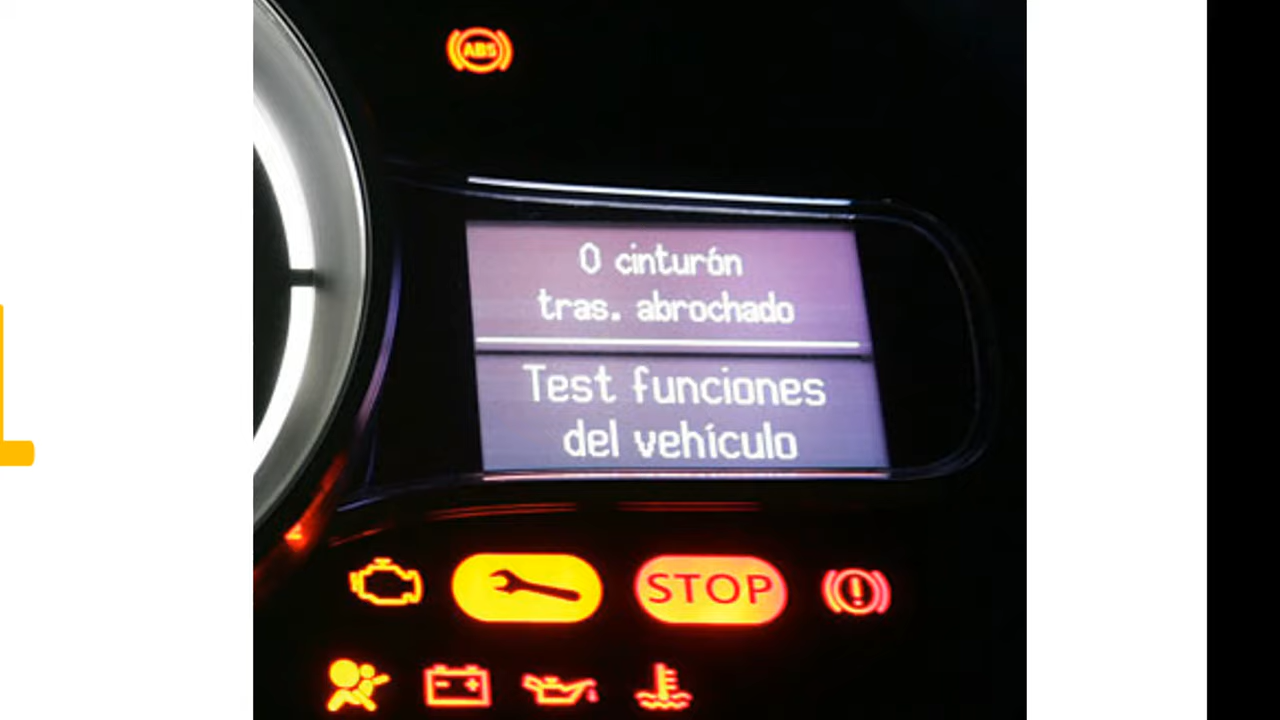 ABS
0 cinturón
tras. abrochado
Test funciones
del vehículo
STOP